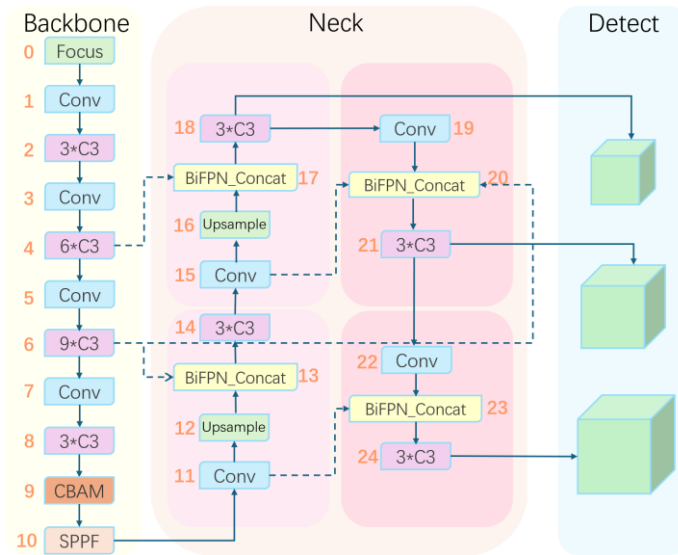 Backbone
Neck
Detect
0 Focus
1 Conv
2 3*C3
3 Conv
4 6*C3
5 Conv
6 9*C3
7 Conv
8 3*C3
9 CBAM
10 SPPF
18 3*C3
BiFPN_Concat 17
16 Upsample
15 Conv
14 3*C3
BiFPN_Concat 13
12 Upsample
11 Conv
Conv 19
BiFPN_Concat 20
21 3*C3
22 Conv
BiFPN_Concat 23
24 3*C3